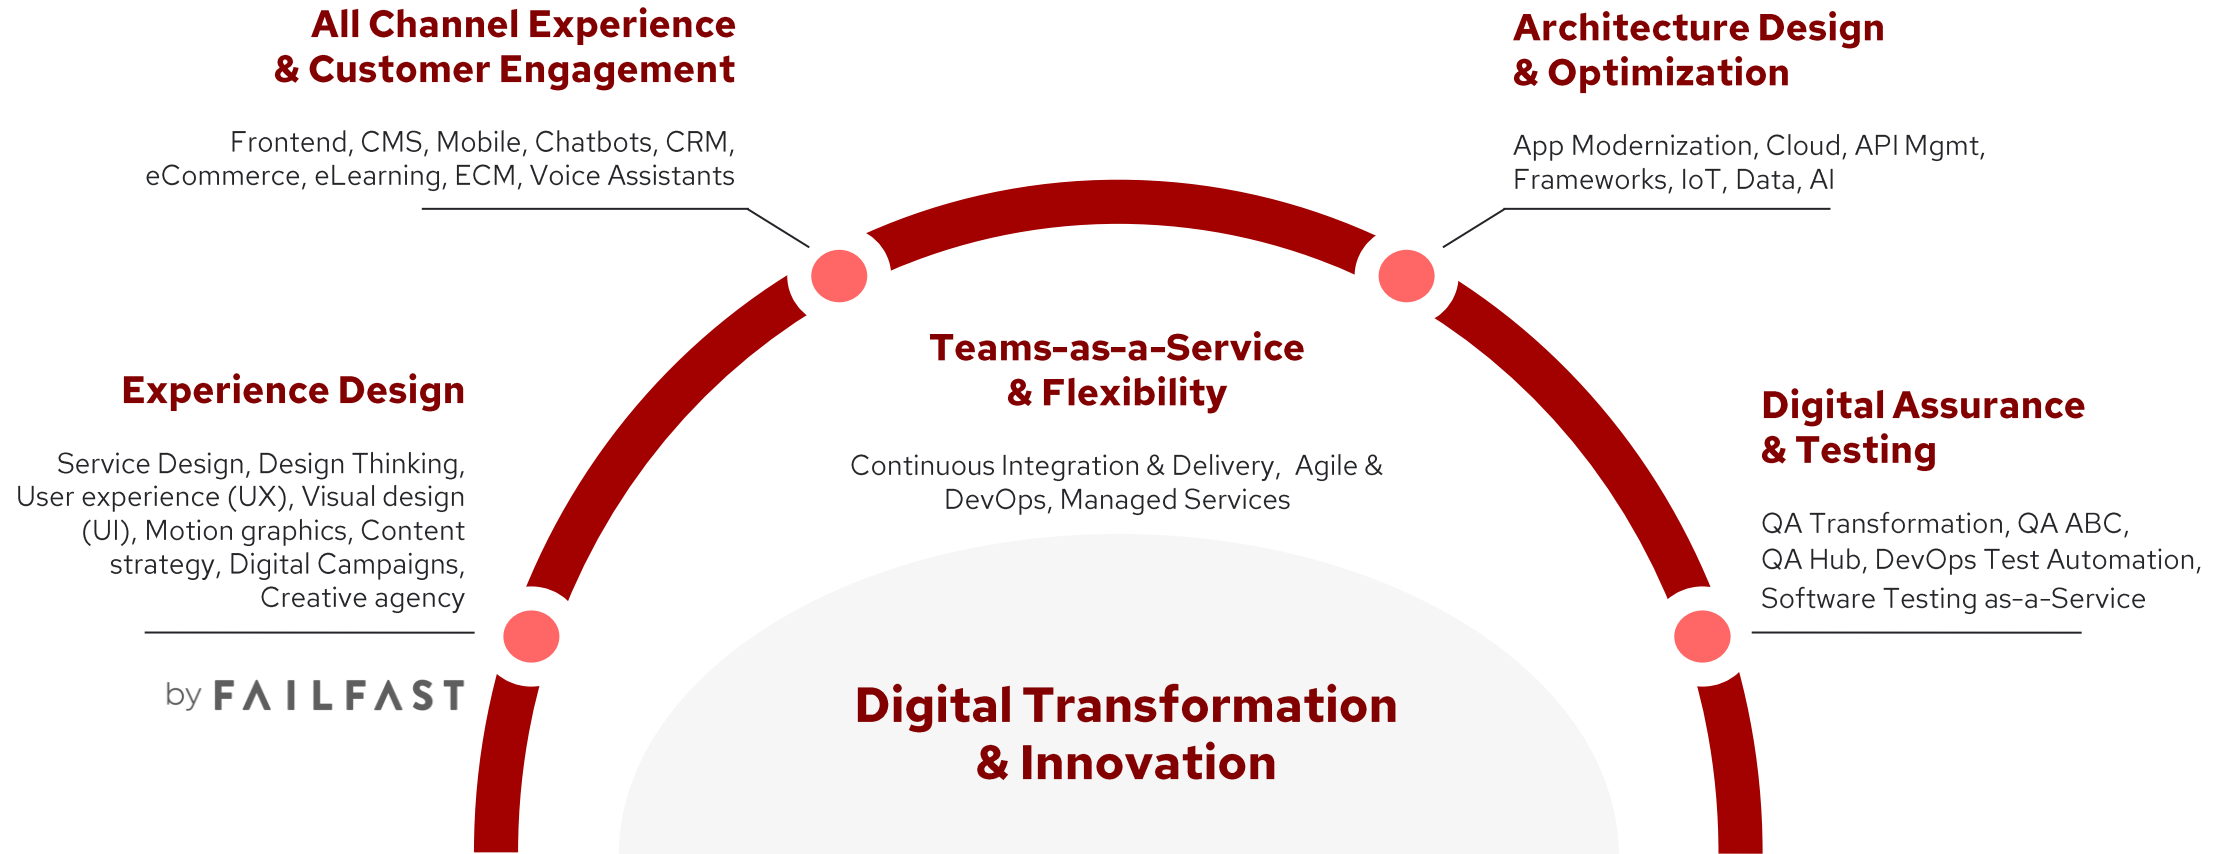 All Channel Experience
& Customer Engagement
Frontend, CMS, Mobile, Chatbots, CRM,
eCommerce, eLearning, ECM, Voice Assistants
Architecture Design
& Optimization
App Modernization, Cloud, API Mgmt,
Frameworks, IoT, Data, AI
Experience Design
Service Design, Design Thinking,
User experience (UX), Visual design
(UI), Motion graphics, Content
strategy, Digital Campaigns,
Creative agency
by FAILFAST
Teams-as-a-Service
& Flexibility
Continuous Integration & Delivery, Agile &
DevOps, Managed Services
Digital Assurance
& Testing
QA Transformation, QA ABC,
QA Hub, DevOps Test Automation,
Software Testing as-a-Service
Digital Transformation
& Innovation